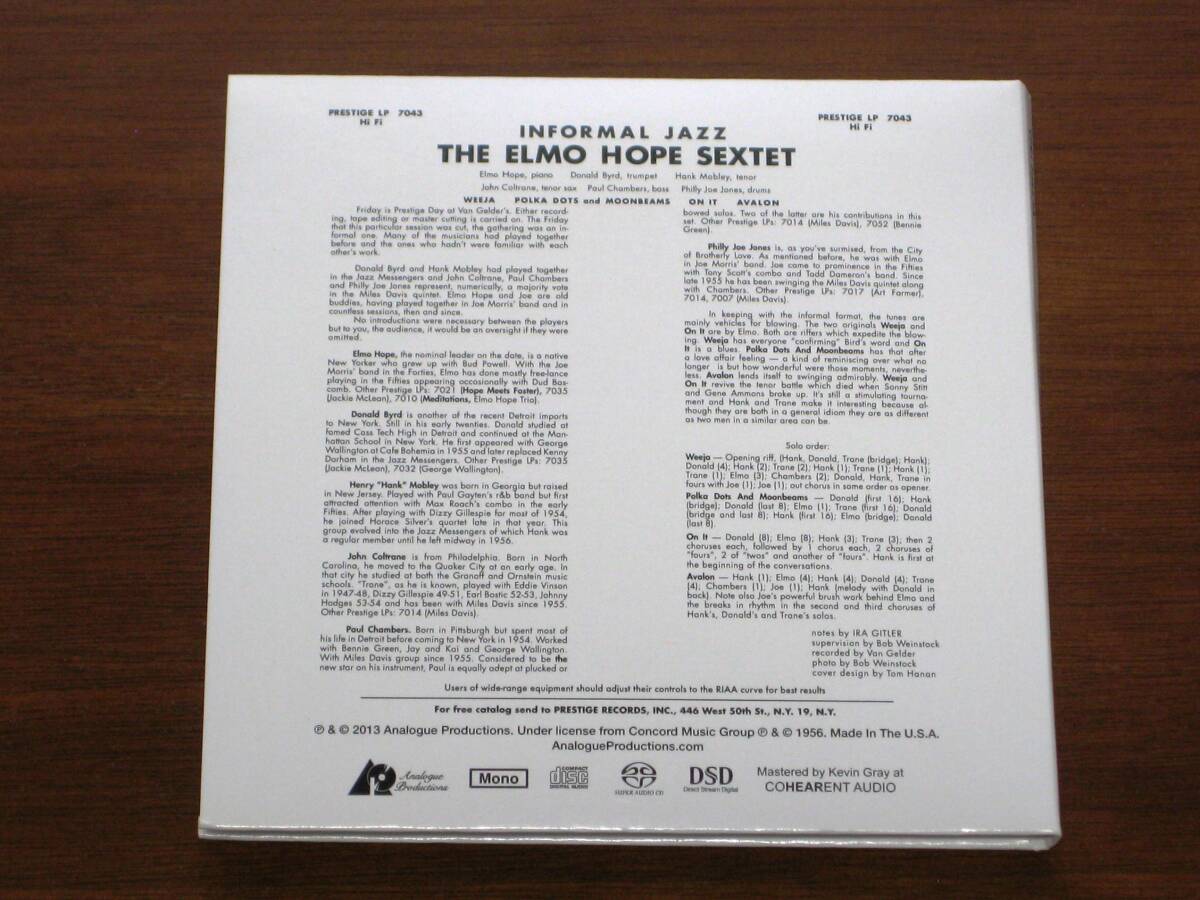 PRESTIGE LP 7043
Hi Fi
PRESTIGE LP 7043
Hi Fi
INFORMAL JAZZ
THE ELMO HOPE SEXTET
Elmo Hope, piano Donald Byrd, trumpet Hank Mobley, tenor
John Coltrane, tenor sax Paul Chambers, bass Philly Joe Jones, drums
WEEJA POLKA DOTS and MOONBEAMS ON IT AVALON
Friday is Prestige Day at Van Gelder's. Either record-
ing, tape editing or master cutting is carried on. The Friday
that this particular session was cut, the gathering was an in-
formal one. Many of the musicians had played together
before and the ones who hadn't were familiar with each
other's work.
Donald Byrd and Hank Mobley had played together
in the Jazz Messengers and John Coltrane, Paul Chambers
and Philly Joe Jones represent, numerically, a majority vote
in the Miles Davis quintet. Elmo Hope and Joe are old
buddies, having played together in Joe Morris' band and in
countless sessions, then and since.
No introductions were necessary between the players
but to you, the audience, it would be an oversight if they were
omitted.
Elmo Hope, the nominal leader on the date, is a native
New Yorker who grew up with Bud Powell. With the Joe
Morris' band in the Forties, Elmo has done mostly free-lance
playing in the Fifties appearing occasionally with Dud Bas-
comb. Other Prestige LPs: 7021 (Hope Meets Foster), 7035
(Jackie McLean), 7010 (Meditations, Elmo Hope Trio).
Donald Byrd is another of the recent Detroit imports
to New York. Still in his early twenties. Donald studied at
famed Cass Tech High in Detroit and continued at the Man-
hattan School in New York. He first appeared with George
Wallington at Cafe Bohemia in 1955 and later replaced Kenny
Dorham in the Jazz Messengers. Other Prestige LPs: 7035
(Jackie McLean), 7032 (George Wallington).
Henry "Hank" Mobley was born in Georgia but raised
in New Jersey. Played with Paul Gayten's r&b band but first
attracted attention with Max Roach's combo in the early
Fifties. After playing with Dizzy Gillespie for most of 1954,
he joined Horace Silver's quartet late in that year. This
group evolved into the Jazz Messengers of which Hank was
a regular member until he left midway in 1956.
John Coltrane is from Philadelphia. Born in North
Carolina, he moved to the Quaker City at an early age. In
that city he studied at both the Granoff and Ornstein music
schools. "Trane", as he is known, played with Eddie Vinson
in 1947-48, Dizzy Gillespie 49-51, Earl Bostic 52-53, Johnny
Hodges 53-54 and has been with Miles Davis since 1955.
Other Prestige LPs: 7014 (Miles Davis).
Paul Chambers. Born in Pittsburgh but spent most of
his life in Detroit before coming to New York in 1954. Worked
with Bennie Green, Jay and Kai and George Wallington.
With Miles Davis group since 1955. Considered to be the
new star on his instrument, Paul is equally adept at plucked or
bowed solos. Two of the latter are his contributions in this
set. Other Prestige LPs: 7014 (Miles Davis), 7052 (Bennie
Green).
Philly Joe Jones is, as you've surmised, from the City
of Brotherly Love. As mentioned before, he was with Elmo
in Joe Morris' band. Joe came to prominence in the Fifties
with Tony Scott's combo and Tadd Dameron's band. Since
late 1955 he has been swinging the Miles Davis quintet along
with Chambers. Other Prestige LPs: 7017 (Art Farmer),
7014, 7007 (Miles Davis).
In keeping with the informal format, the tunes are
mainly vehicles for blowing. The two originals Weeja and
On It are by Elmo. Both are riffers which expedite the blow-
ing. Weeja has everyone "confirming" Bird's word and On
It is a blues. Polka Dots And Moonbeams has that after
a love affair feeling — a kind of reminiscing over what no
longer is but how wonderful were those moments, neverthe-
less. Avalon lends itself to swinging admirably. Weeja and
On It revive the tenor battle which died when Sonny Stitt
and Gene Ammons broke up. It's still a stimulating tourna-
ment and Hank and Trane make it interesting because al-
though they are both in a general idiom they are as different
as two men in a similar area can be.
Solo order:
Weeja — Opening riff, (Hank, Donald, Trane (bridge); Hank);
Donald (4); Hank (2); Trane (2); Hank (1); Trane (1); Hank (1);
Trane (1); Elmo (3); Chambers (2); Donald, Hank, Trane in
fours with Joe (1); Joe (1); out chorus in same order as opener.
Polka Dots And Moonbeams — Donald (first 16); Hank
(bridge); Donald (last 8); Elmo (1); Trane (first 16); Donald
(bridge and last 8); Hank (first 16); Elmo (bridge); Donald
(last 8).
On It — Donald (8); Elmo (8); Hank (3); Trane (3); then 2
choruses each, followed by 1 chorus each, 2 choruses of
"fours", 2 of "twos" and another of "fours". Hank is first at
the beginning of the conversations.
Avalon — Hank (1); Elmo (4); Hank (4); Donald (4); Trane
(4); Chambers (1); Joe (1); Hank (melody with Donald in
back). Note also Joe's powerful brush work behind Elmo and
the breaks in rhythm in the second and third choruses of
Hank's, Donald's and Trane's solos.
notes by IRA GITLER
supervision by Bob Weinstock
recorded by Van Gelder
photo by Bob Weinstock
cover design by Tom Hanan
Users of wide-range equipment should adjust their controls to the RIAA curve for best results
For free catalog send to PRESTIGE RECORDS, INC., 446 West 50th St., N.Y. 19, N.Y.
℗ & © 2013 Analogue Productions. Under license from Concord Music Group ℗ & © 1956. Made In The U.S.A.
AnalogueProductions.com
Analogue
Productions
Mono
COMPACT
disc
DIGITAL AUDIO
SUPER AUDIO CD
DSD
Direct Stream Digital
Mastered by Kevin Gray at
COHEARENT AUDIO